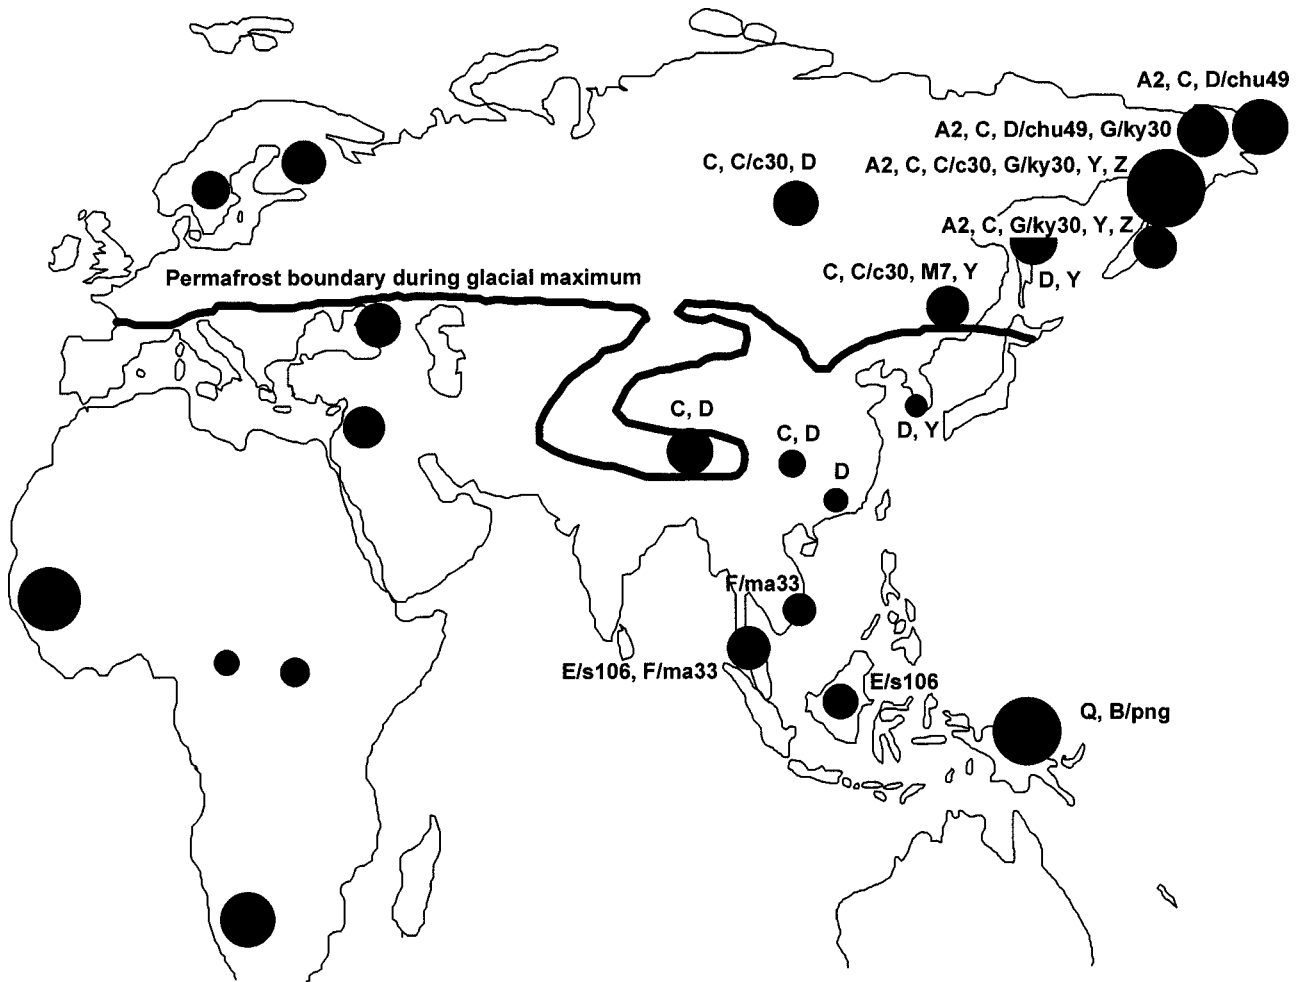 A2, C, D/chu49
A2, C, D/chu49, G/ky30
C, C/c30, D
A2, C, C/c30, G/ky30, Y, Z
A2, C, G/ky30, Y, Z
C, C/c30, M7, Y
D, Y
Permafrost boundary during glacial maximum
C, D
C, D
D, Y
D
F/ma33
E/s106, F/ma33
E/s106
Q, B/png